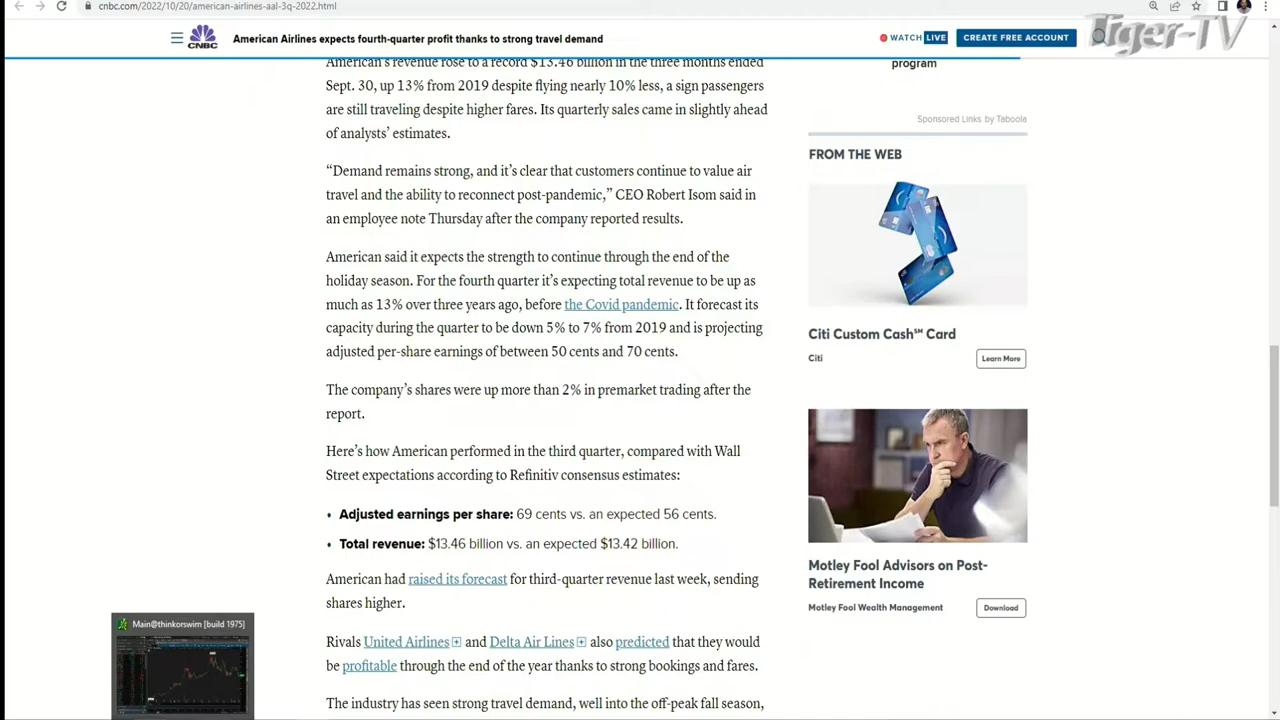 cnbc.com/2022/10/20/american-airlines-aal-3q-2022.html
CNBC
American Airlines expects fourth-quarter profit thanks to strong travel demand
WATCH LIVE
CREATE FREE ACCOUNT
Tiger-TV
American's revenue rose to a record $13.46 billion in the three months ended
Sept. 30, up 13% from 2019 despite flying nearly 10% less, a sign passengers
are still traveling despite higher fares. Its quarterly sales came in slightly ahead
of analysts' estimates.
“Demand remains strong, and it's clear that customers continue to value air
travel and the ability to reconnect post-pandemic,” CEO Robert Isom said in
an employee note Thursday after the company reported results.
American said it expects the strength to continue through the end of the
holiday season. For the fourth quarter it's expecting total revenue to be up as
much as 13% over three years ago, before the Covid pandemic. It forecast its
capacity during the quarter to be down 5% to 7% from 2019 and is projecting
adjusted per-share earnings of between 50 cents and 70 cents.
The company's shares were up more than 2% in premarket trading after the
report.
Here's how American performed in the third quarter, compared with Wall
Street expectations according to Refinitiv consensus estimates:
• Adjusted earnings per share: 69 cents vs. an expected 56 cents.
• Total revenue: $13.46 billion vs. an expected $13.42 billion.
American had raised its forecast for third-quarter revenue last week, sending
shares higher.
Rivals United Airlines and Delta Air Lines also predicted that they would
be profitable through the end of the year thanks to strong bookings and fares.
The industry has seen strong travel demand, well into the off-peak fall season,
program
Sponsored Links by Taboola
FROM THE WEB
Citi Custom Cash℠ Card
Citi
Learn More
Motley Fool Advisors on Post-
Retirement Income
Motley Fool Wealth Management
Download
Main@thinkorswim [build 1975]